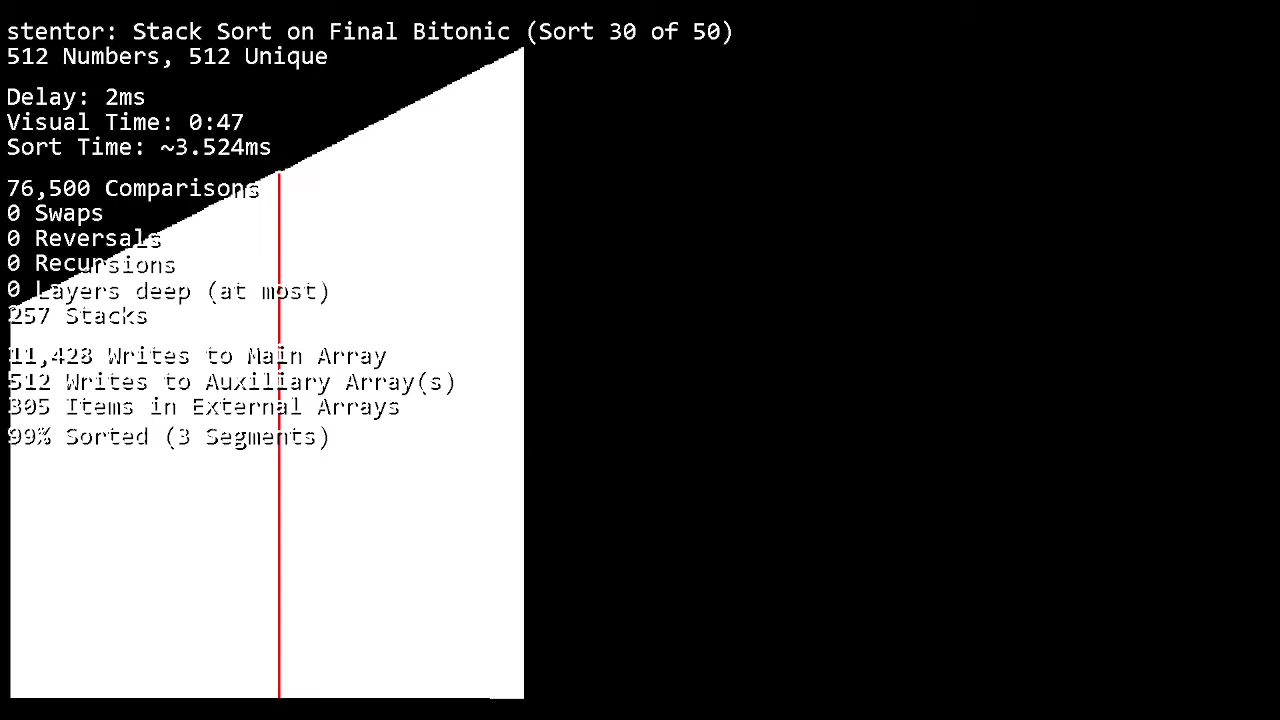 stentor: Stack Sort on Final Bitonic (Sort 30 of 50)
512 Numbers, 512 Unique
Delay: 2ms
Visual Time: 0:47
Sort Time: ~3.524ms
76,500 Comparisons
0 Swaps
0 Reversals
0 Recursions
0 Layers deep (at most)
257 Stacks
11,428 Writes to Main Array
512 Writes to Auxiliary Array(s)
305 Items in External Arrays
99% Sorted (3 Segments)